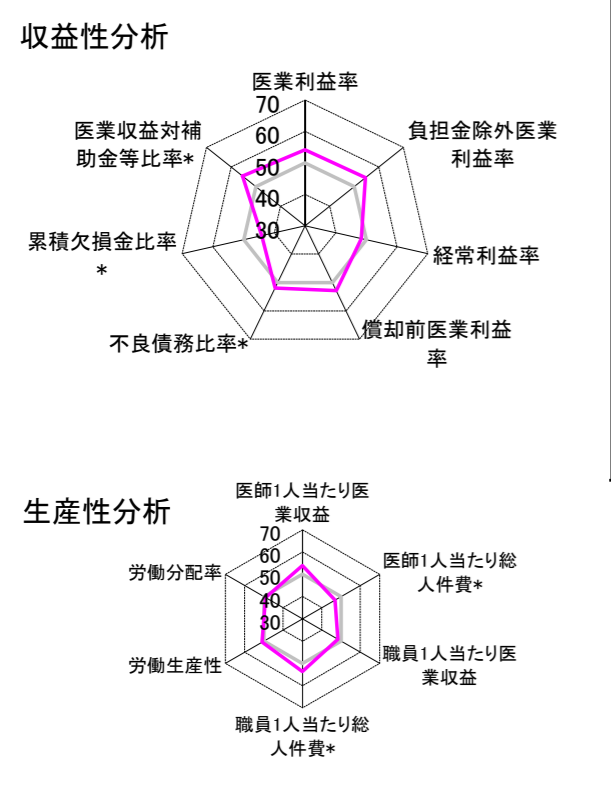 収益性分析
医業利益率
70
60
50
40
30
負担金除外医業
利益率
経常利益率
償却前医業利益
率
不良債務比率*
累積欠損金比率
*
医業収益対補
助金等比率*
生産性分析
医師1人当たり医
業収益
70
60
50
40
30
医師1人当たり総
人件費*
職員1人当たり医
業収益
職員1人当たり総
人件費*
労働生産性
労働分配率